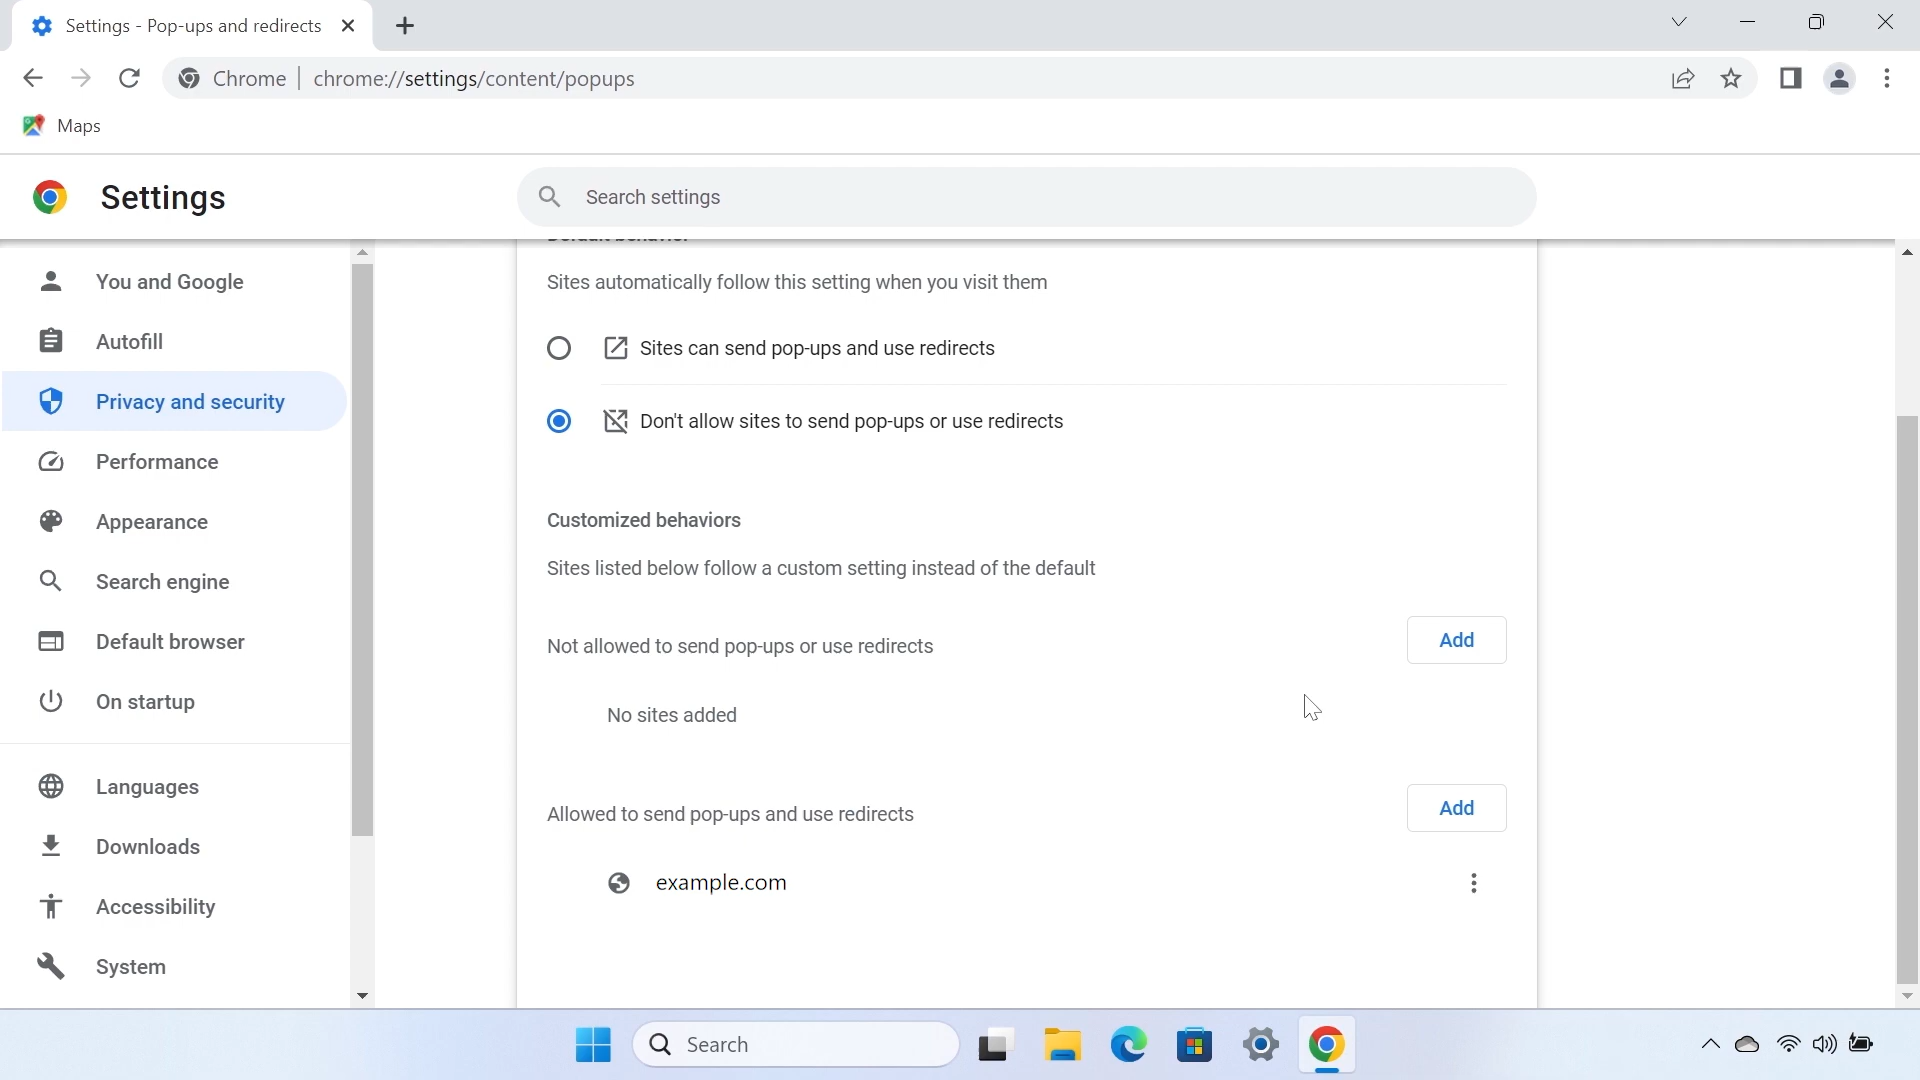 Settings - Pop-ups and redirects
Chrome
chrome://settings/content/popups
Maps
Settings
Search settings
You and Google
Autofill
Privacy and security
Performance
Appearance
Search engine
Default browser
On startup
Languages
Downloads
Accessibility
System
Default behavior
Sites automatically follow this setting when you visit them
Sites can send pop-ups and use redirects
Don't allow sites to send pop-ups or use redirects
Customized behaviors
Sites listed below follow a custom setting instead of the default
Not allowed to send pop-ups or use redirects
Add
No sites added
Allowed to send pop-ups and use redirects
Add
example.com
Search